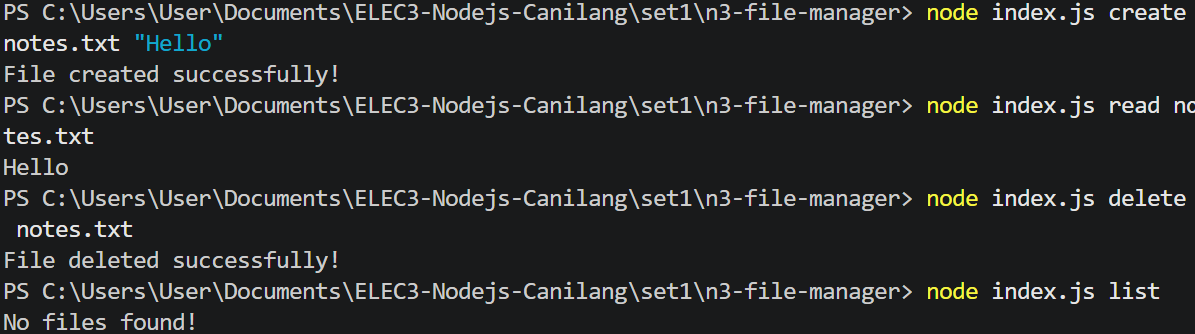 PS C:\Users\User\Documents\ELEC3-Nodejs-Canilang\set1\n3-file-manager> node index.js create
notes.txt "Hello"
File created successfully!
PS C:\Users\User\Documents\ELEC3-Nodejs-Canilang\set1\n3-file-manager> node index.js read no
tes.txt
Hello
PS C:\Users\User\Documents\ELEC3-Nodejs-Canilang\set1\n3-file-manager> node index.js delete
 notes.txt
File deleted successfully!
PS C:\Users\User\Documents\ELEC3-Nodejs-Canilang\set1\n3-file-manager> node index.js list
No files found!